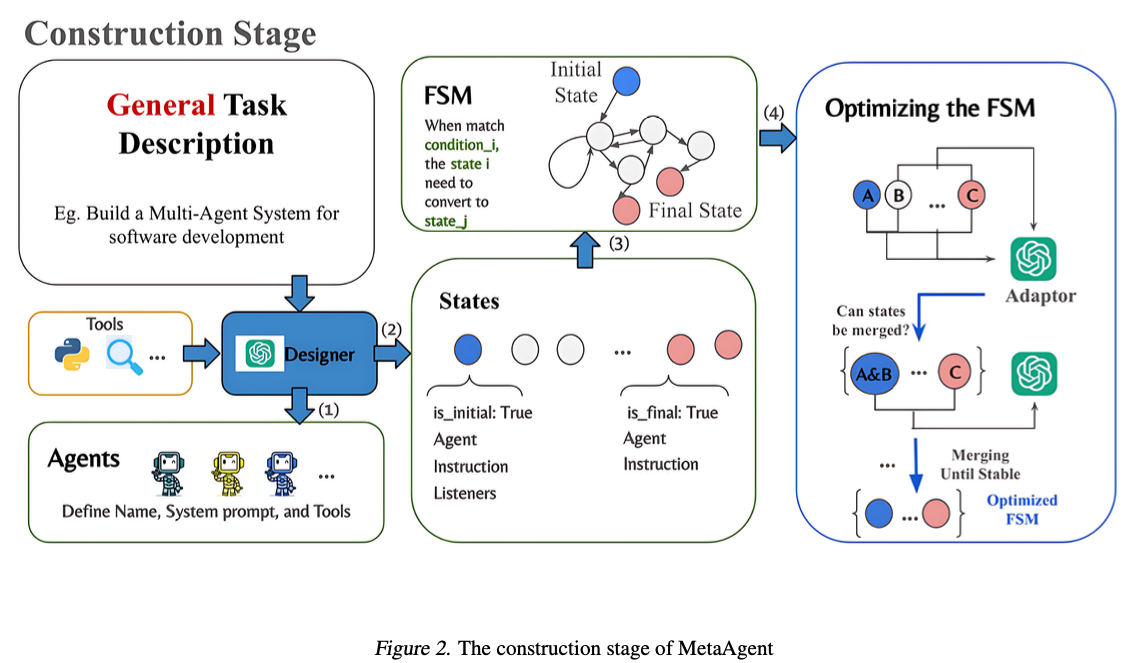 Construction Stage
General Task
Description
Eg. Build a Multi-Agent System for
software development
Tools
...
Designer
(1)
(2)
Agents
...
Define Name, System prompt, and Tools
FSM
When match
condition_i,
the state i
need to
convert to
state_j
Initial
State
Final State
(3)
States
...
is_initial: True
Agent
Instruction
Listeners
is_final: True
Agent
Instruction
(4)
Optimizing the FSM
A B ... C
Adaptor
Can states
be merged?
{ A&B ... C }
...
Merging
Until Stable
{ ... }
Optimized
FSM
Figure 2. The construction stage of MetaAgent